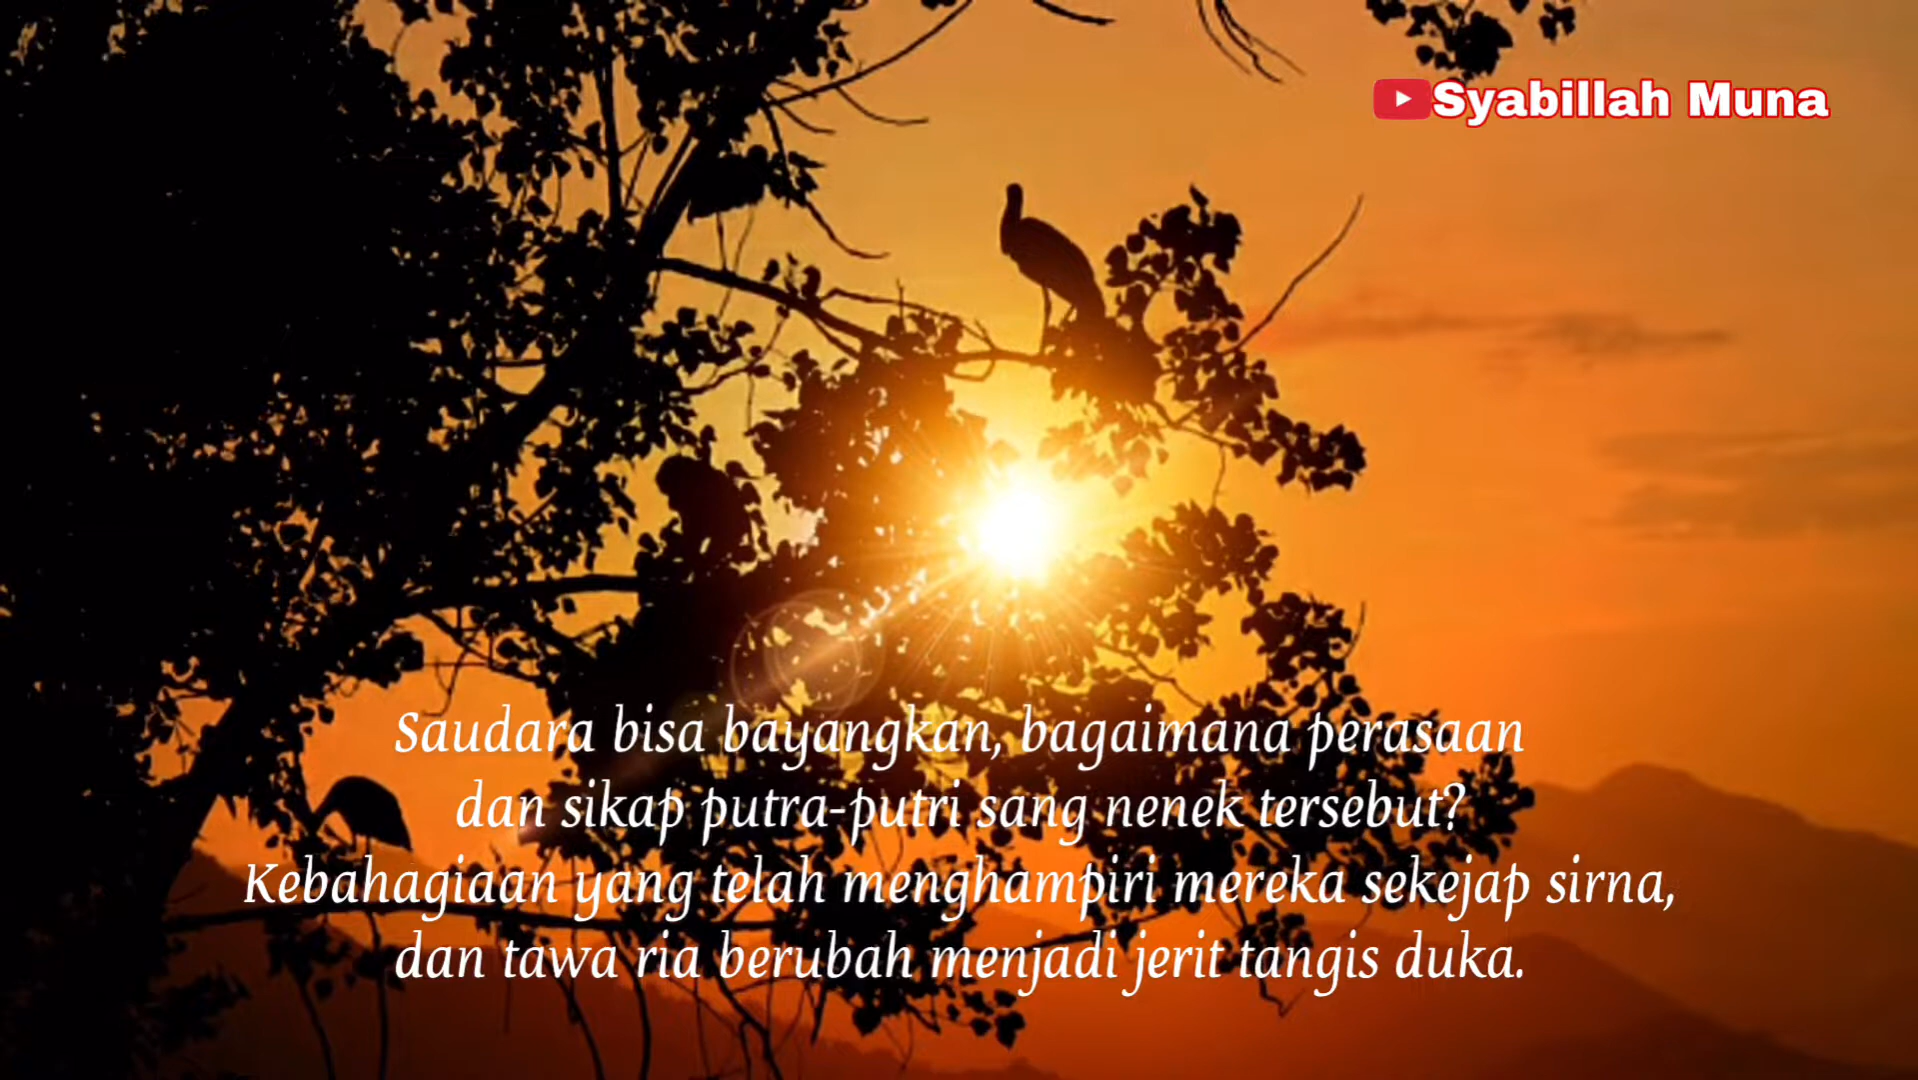 Syabillah Muna
Saudara bisa bayangkan, bagaimana perasaan
dan sikap putra-putri sang nenek tersebut?
Kebahagiaan yang telah menghampiri mereka sekejap sirna,
dan tawa ria berubah menjadi jerit tangis duka.